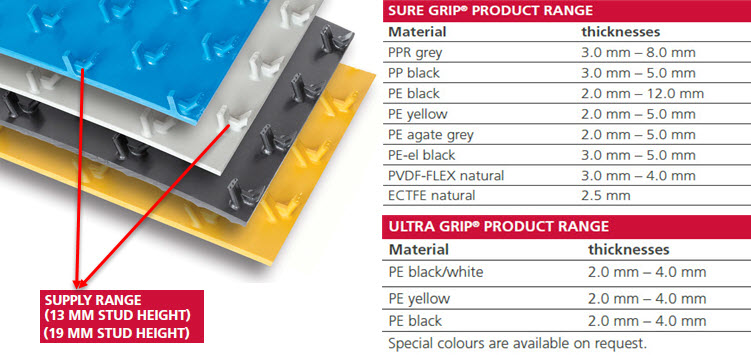 SUPPLY RANGE
(13 MM STUD HEIGHT)
(19 MM STUD HEIGHT)
SURE GRIP® PRODUCT RANGE
Material thicknesses
PPR grey 3.0 mm – 8.0 mm
PP black 3.0 mm – 5.0 mm
PE black 2.0 mm – 12.0 mm
PE yellow 2.0 mm – 5.0 mm
PE agate grey 2.0 mm – 5.0 mm
PE-el black 3.0 mm – 5.0 mm
PVDF-FLEX natural 3.0 mm – 4.0 mm
ECTFE natural 2.5 mm
ULTRA GRIP® PRODUCT RANGE
Material thicknesses
PE black/white 2.0 mm – 4.0 mm
PE yellow 2.0 mm – 4.0 mm
PE black 2.0 mm – 4.0 mm
Special colours are available on request.